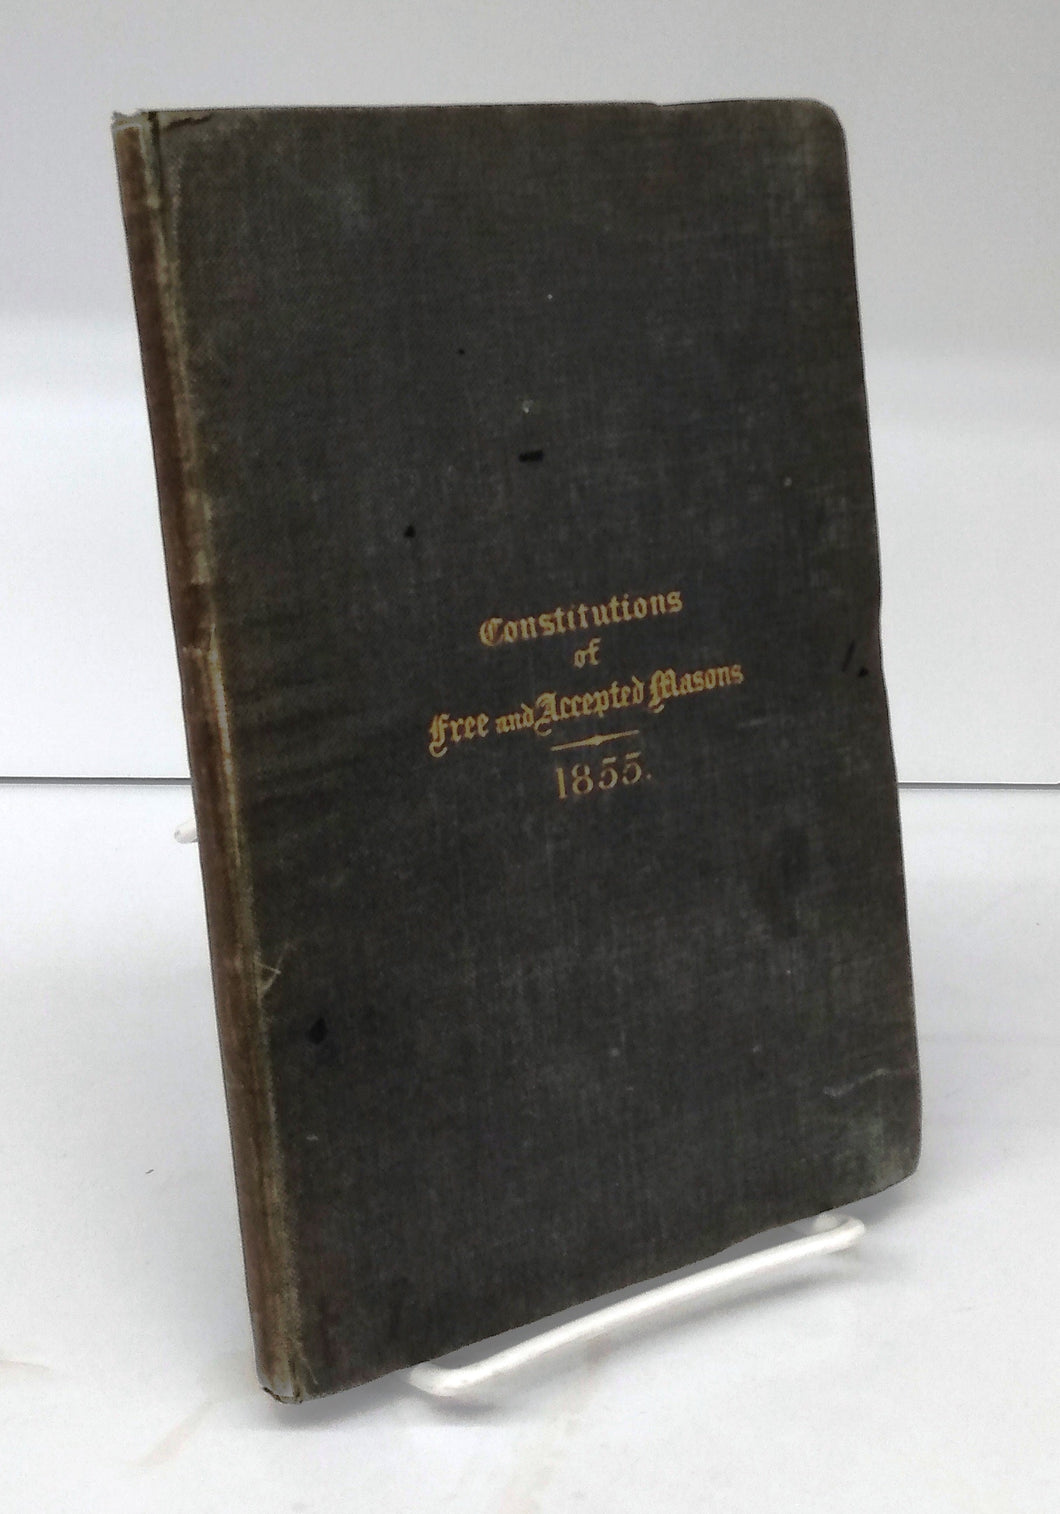 Constitutions
of
Free and Accepted Masons
1855.